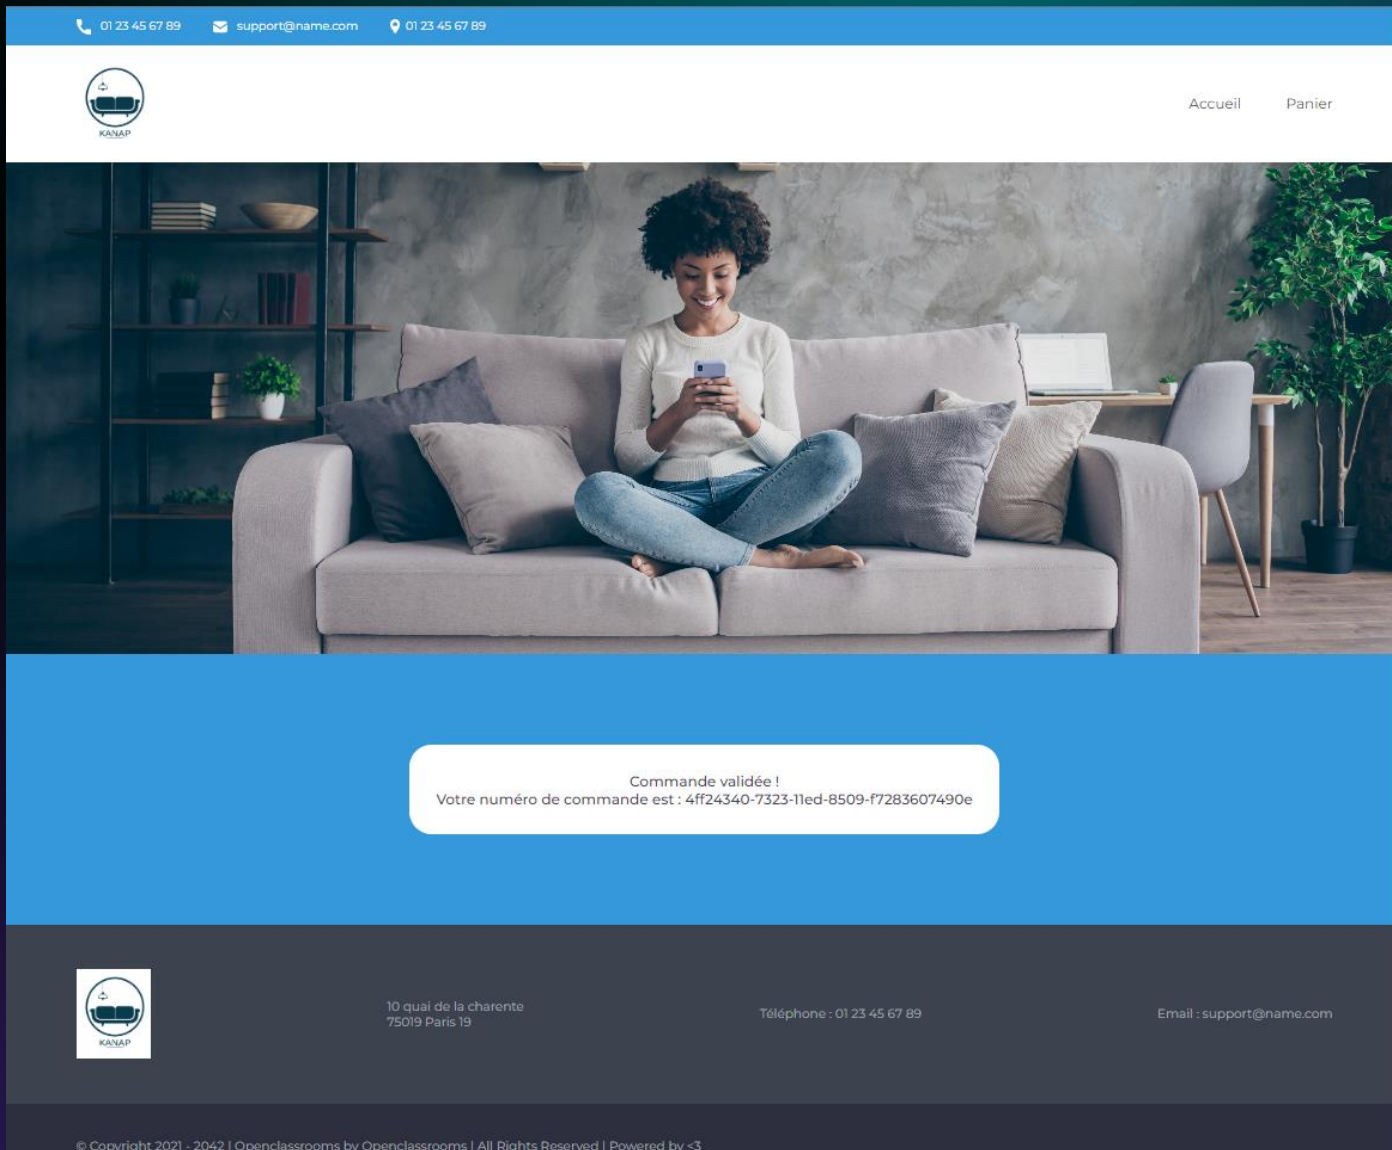 01 23 45 67 89
support@name.com
01 23 45 67 89
KANAP
Accueil
Panier
Commande validée !
Votre numéro de commande est : 4ff24340-7323-11ed-8509-f7283607490e
KANAP
10 quai de la charente
75019 Paris 19
Téléphone : 01 23 45 67 89
Email : support@name.com
© Copyright 2021 - 2042 | Openclassrooms by Openclassrooms | All Rights Reserved | Powered by <3